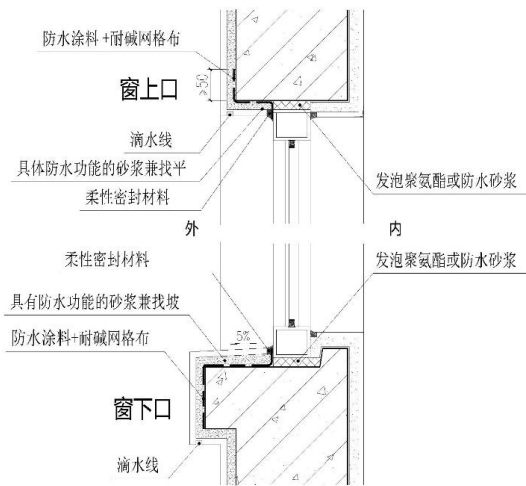 防水涂料+耐碱网格布
窗上口
≥50
滴水线
具体防水功能的砂浆兼找平
柔性密封材料
发泡聚氨酯或防水砂浆
外
内
柔性密封材料
发泡聚氨酯或防水砂浆
具有防水功能的砂浆兼找坡
5%
防水涂料+耐碱网格布
窗下口
滴水线